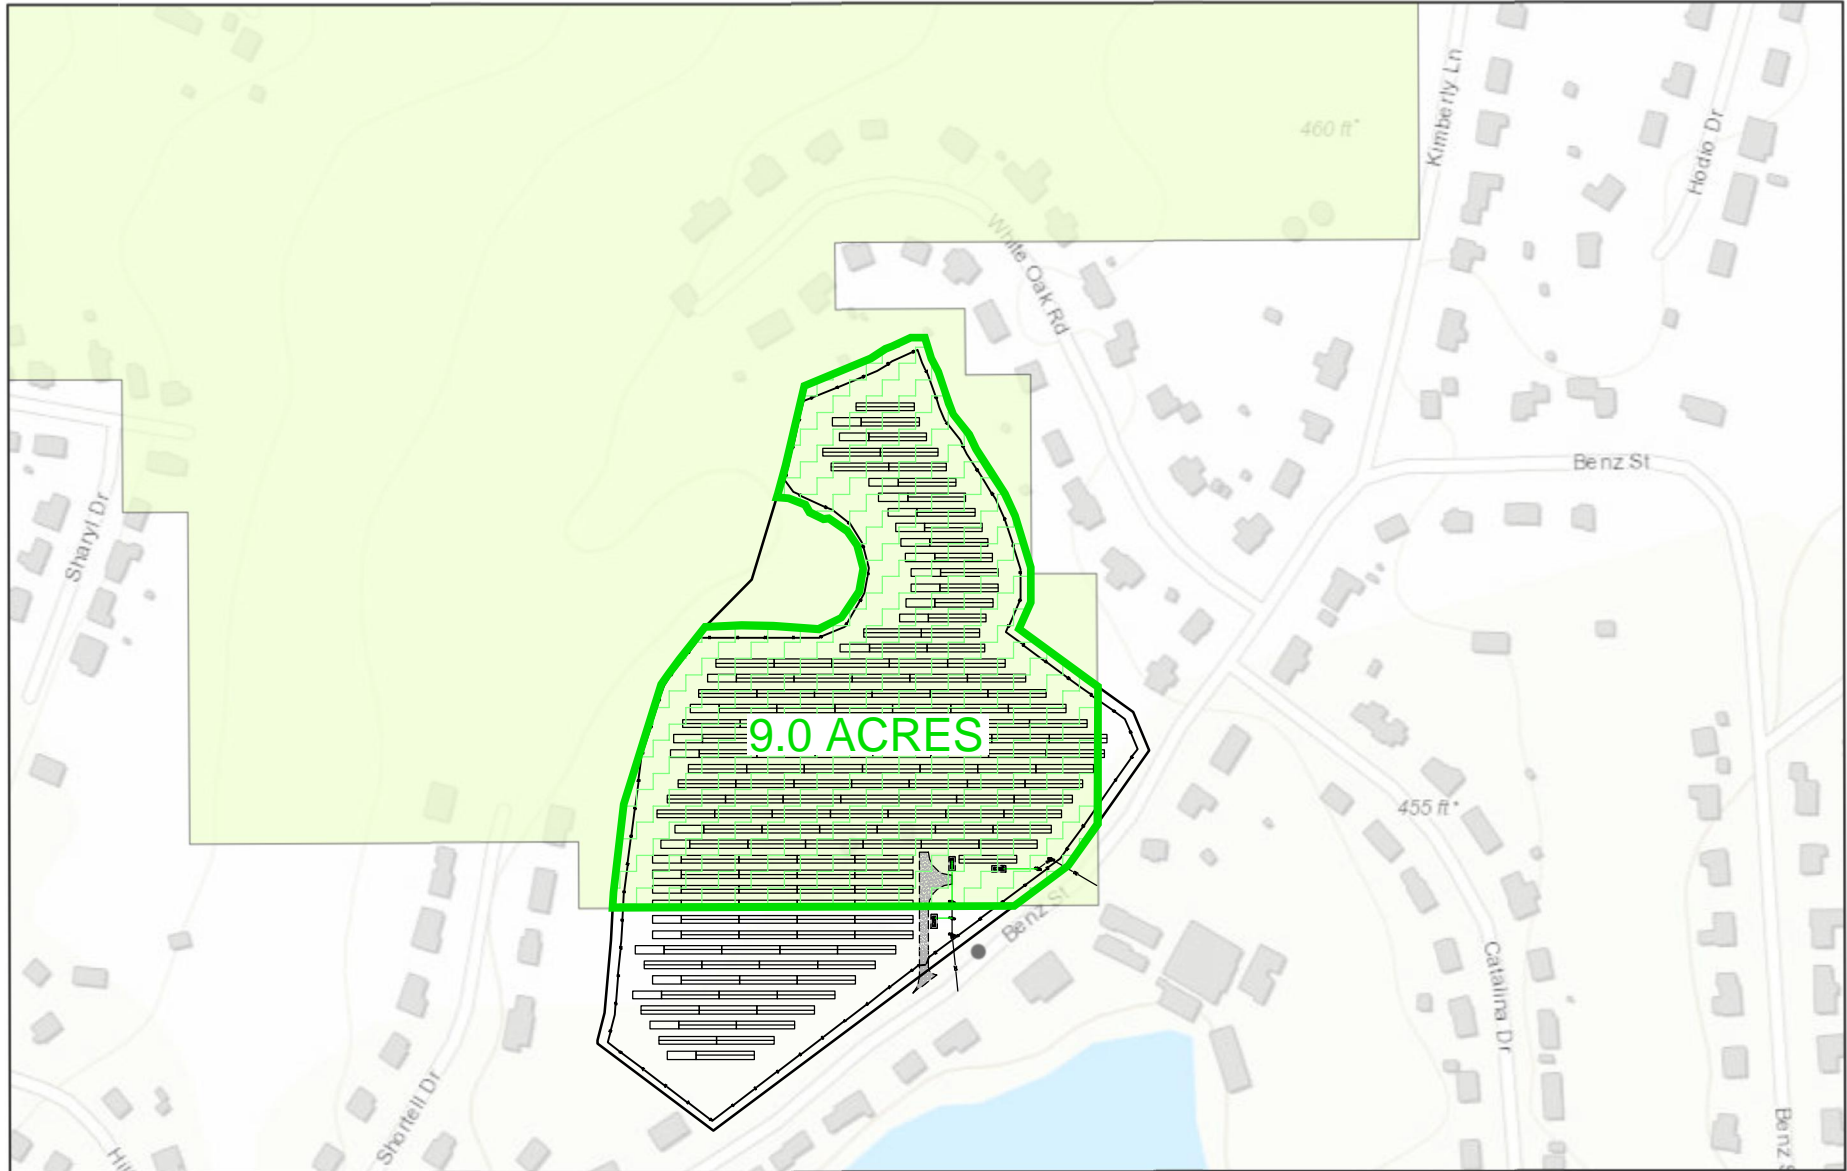 Kimberly Ln
Hodio Dr
460 ft
White Oak Rd
Benz St
Sharyl Dr
9.0 ACRES
455 ft
Benz St
Catalina Dr
Shortell Dr
Benz